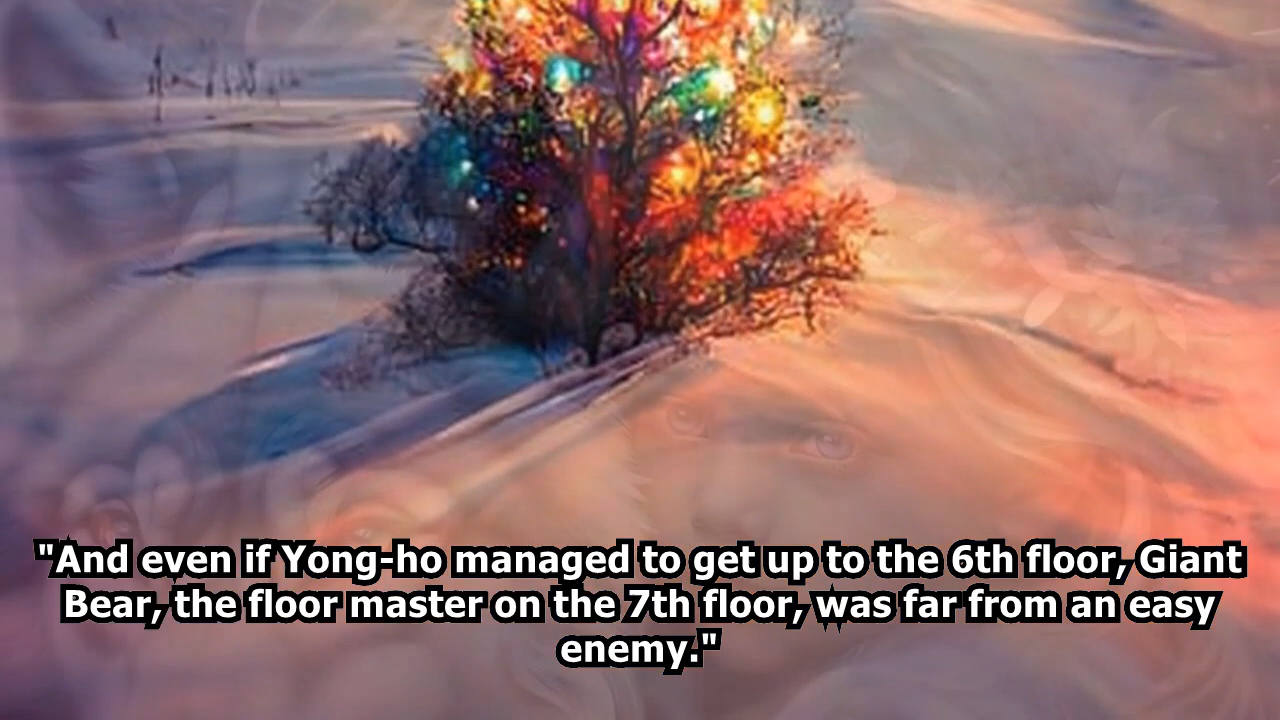 "And even if Yong-ho managed to get up to the 6th floor, Giant
Bear, the floor master on the 7th floor, was far from an easy
enemy."